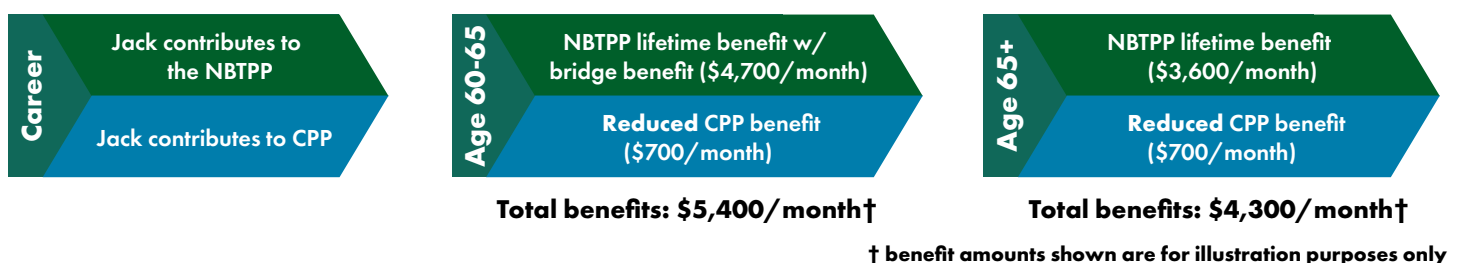 Career
Jack contributes to
the NBTPP
Jack contributes to CPP
Age 60-65
NBTPP lifetime benefit w/
bridge benefit ($4,700/month)
Reduced CPP benefit
($700/month)
Total benefits: $5,400/month†
Age 65+
NBTPP lifetime benefit
($3,600/month)
Reduced CPP benefit
($700/month)
Total benefits: $4,300/month†
† benefit amounts shown are for illustration purposes only